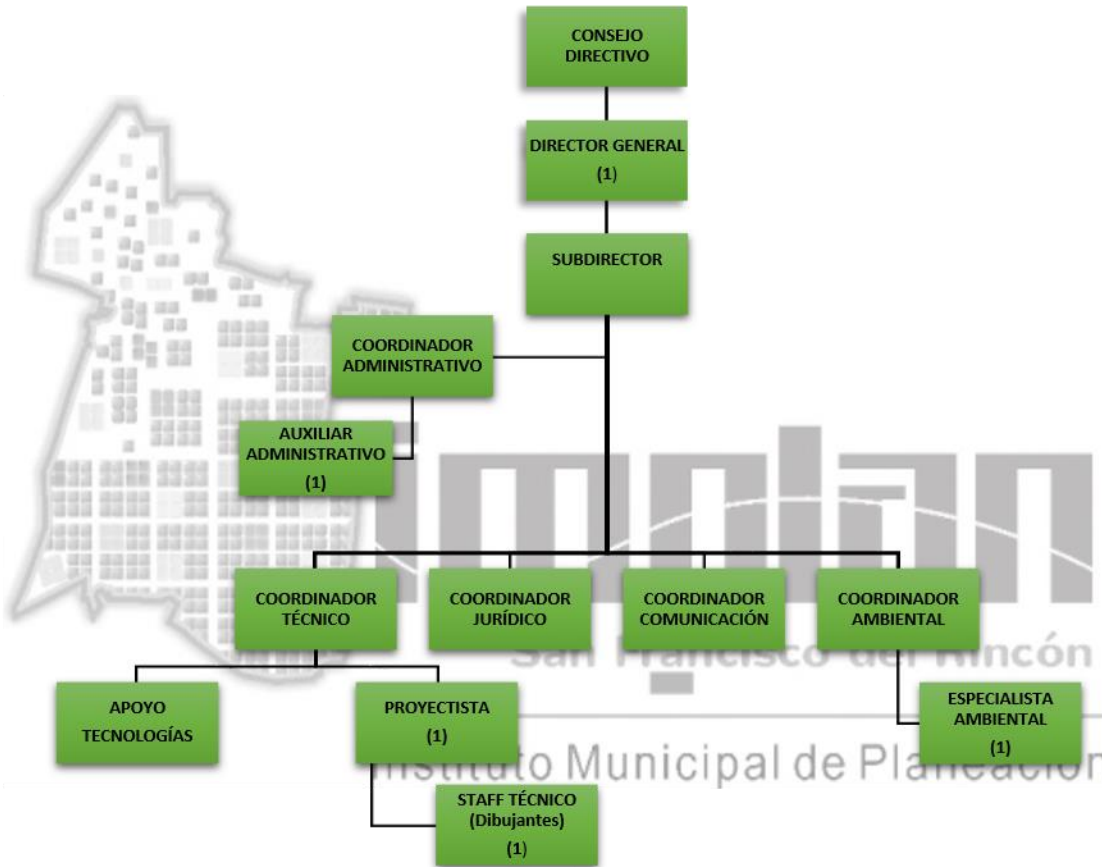 CONSEJO
DIRECTIVO
DIRECTOR GENERAL
(1)
SUBDIRECTOR
COORDINADOR
ADMINISTRATIVO
AUXILIAR
ADMINISTRATIVO
(1)
implan
COORDINADOR
TÉCNICO
COORDINADOR
JURÍDICO
COORDINADOR
COMUNICACIÓN
COORDINADOR
AMBIENTAL
San Francisco del Rincón
APOYO
TECNOLOGÍAS
PROYECTISTA
(1)
ESPECIALISTA
AMBIENTAL
(1)
Instituto Municipal de Planeación
STAFF TÉCNICO
(Dibujantes)
(1)